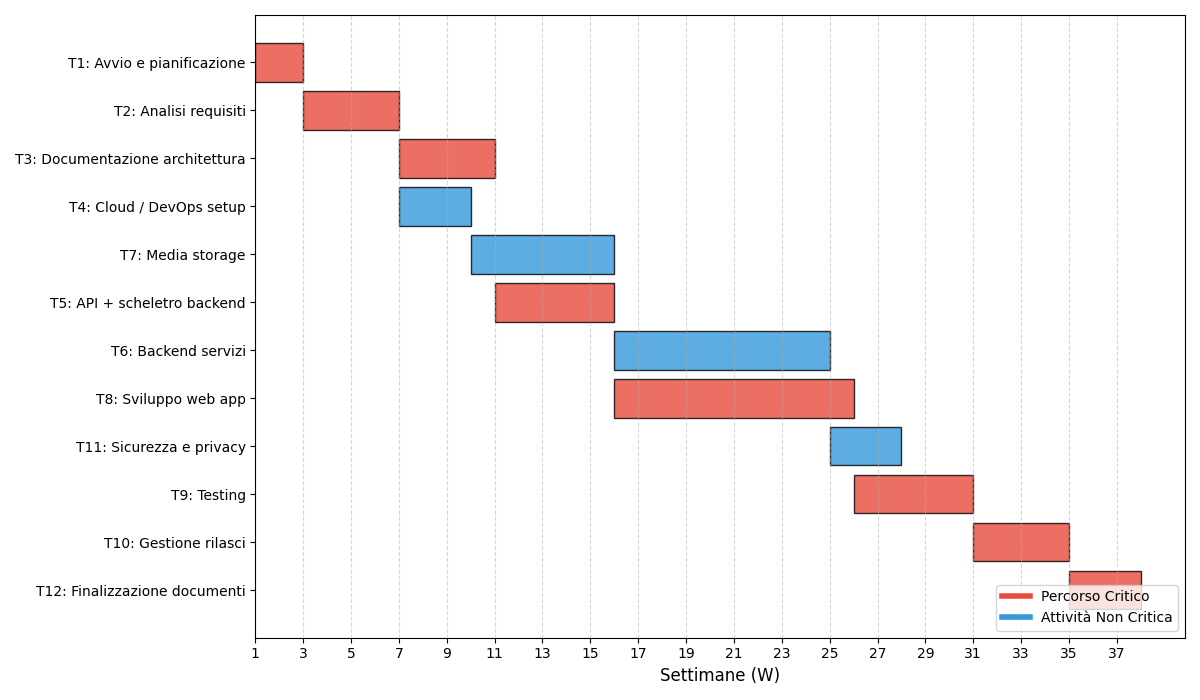 T1: Avvio e pianificazione
T2: Analisi requisiti
T3: Documentazione architettura
T4: Cloud / DevOps setup
T7: Media storage
T5: API + scheletro backend
T6: Backend servizi
T8: Sviluppo web app
T11: Sicurezza e privacy
T9: Testing
T10: Gestione rilasci
T12: Finalizzazione documenti
Percorso Critico
Attività Non Critica
1 3 5 7 9 11 13 15 17 19 21 23 25 27 29 31 33 35 37
Settimane (W)